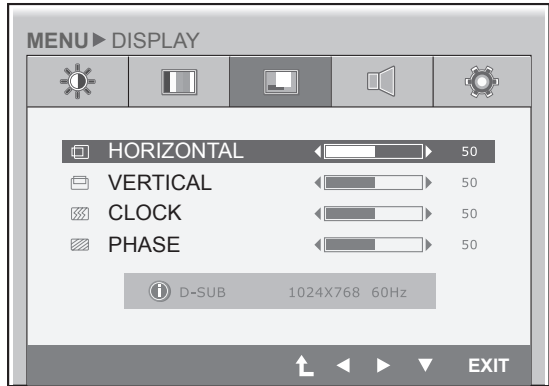 MENU▶ DISPLAY
HORIZONTAL 50
VERTICAL 50
CLOCK 50
PHASE 50
D-SUB 1024X768 60Hz
EXIT